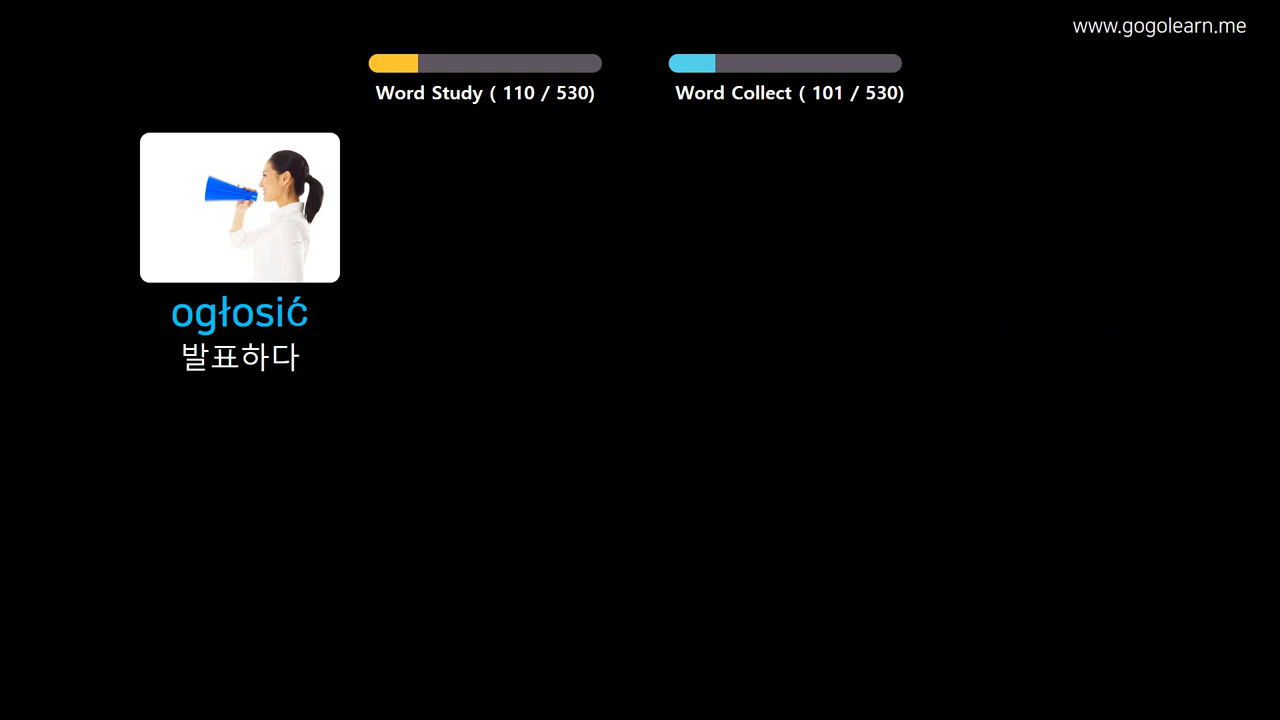 www.gogolearn.me
Word Study ( 110 / 530)
Word Collect ( 101 / 530)
ogłosić
발표하다